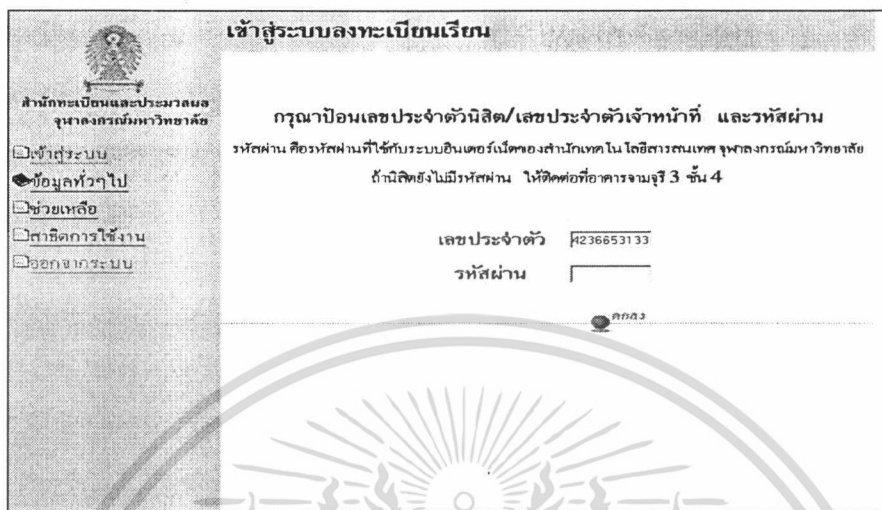 เข้าสู่ระบบลงทะเบียนเรียน
สำนักทะเบียนและประมวลผล
จุฬาลงกรณ์มหาวิทยาลัย
เข้าสู่ระบบ
ข้อมูลทั่วๆไป
ช่วยเหลือ
สาธิตการใช้งาน
ออกจากระบบ
กรุณาป้อนเลขประจำตัวนิสิต/เลขประจำตัวเจ้าหน้าที่ และรหัสผ่าน
รหัสผ่าน คือรหัสผ่านที่ใช้กับระบบอินเตอร์เน็ตของสำนักเทคโนโลยีสารสนเทศ จุฬาลงกรณ์มหาวิทยาลัย
ถ้านิสิตยังไม่มีรหัสผ่าน ให้ติดต่อที่อาคารจามจุรี 3 ชั้น 4
เลขประจำตัว 4236653133
รหัสผ่าน
ตกลง